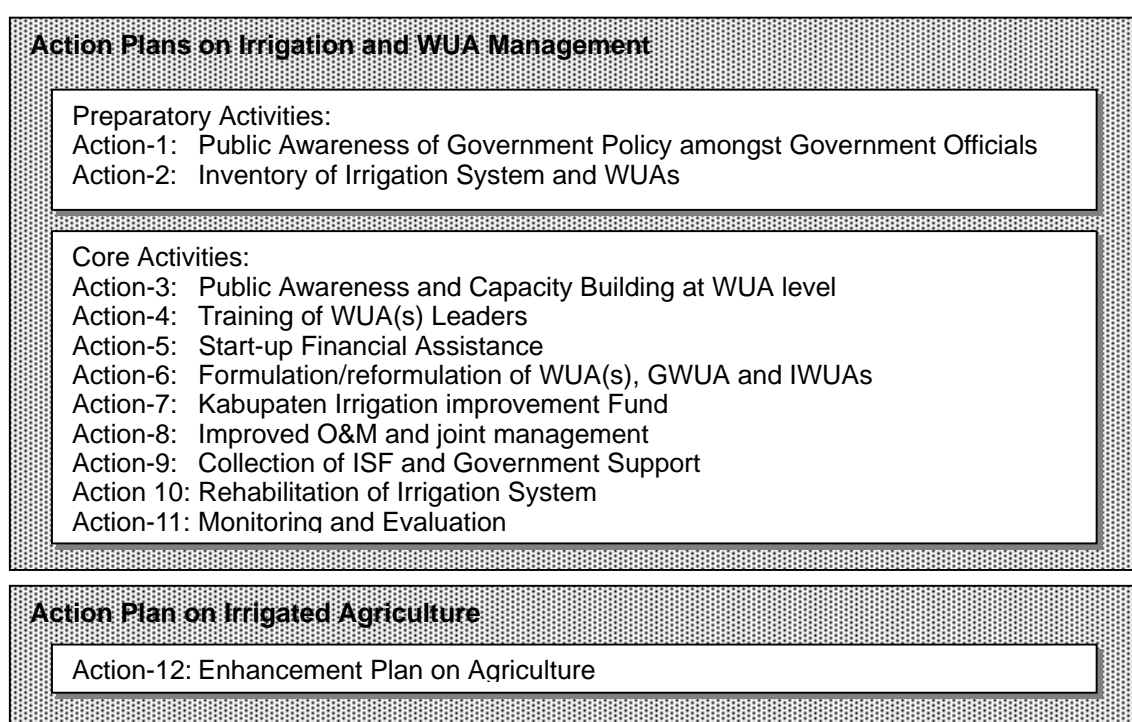 Action Plans on Irrigation and WUA Management
Preparatory Activities:
Action-1: Public Awareness of Government Policy amongst Government Officials
Action-2: Inventory of Irrigation System and WUAs
Core Activities:
Action-3: Public Awareness and Capacity Building at WUA level
Action-4: Training of WUA(s) Leaders
Action-5: Start-up Financial Assistance
Action-6: Formulation/reformulation of WUA(s), GWUA and IWUAs
Action-7: Kabupaten Irrigation improvement Fund
Action-8: Improved O&M and joint management
Action-9: Collection of ISF and Government Support
Action 10: Rehabilitation of Irrigation System
Action-11: Monitoring and Evaluation
Action Plan on Irrigated Agriculture
Action-12: Enhancement Plan on Agriculture